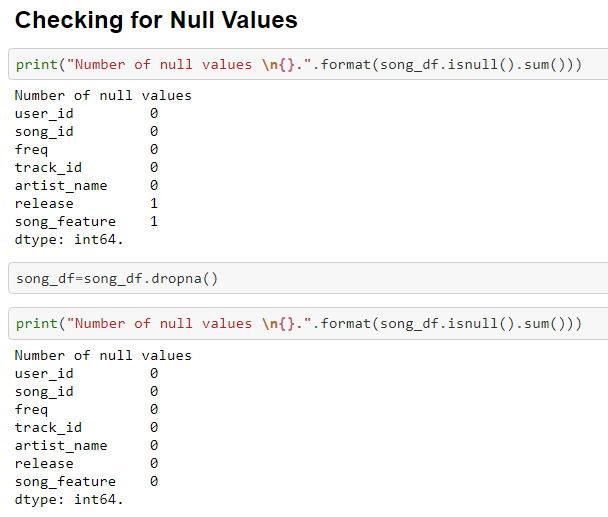 Checking for Null Values
print("Number of null values \n{}.".format(song_df.isnull().sum()))
Number of null values
user_id         0
song_id         0
freq            0
track_id        0
artist_name     0
release         1
song_feature    1
dtype: int64.
song_df=song_df.dropna()
print("Number of null values \n{}.".format(song_df.isnull().sum()))
Number of null values
user_id         0
song_id         0
freq            0
track_id        0
artist_name     0
release         0
song_feature    0
dtype: int64.